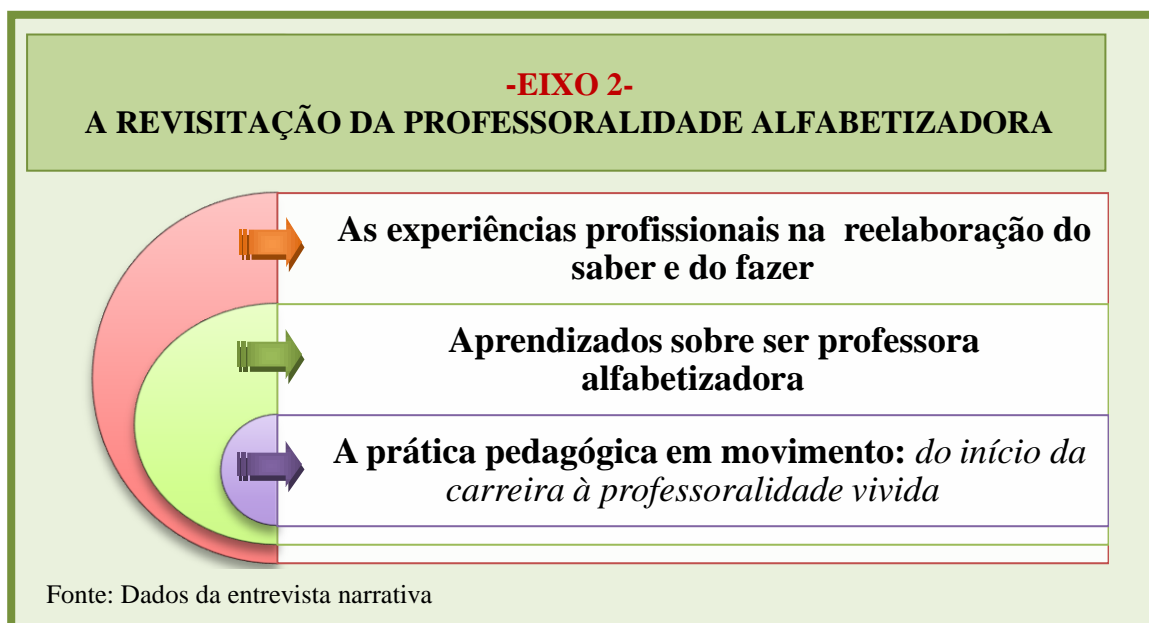 -EIXO 2-
A REVISITAÇÃO DA PROFESSORALIDADE ALFABETIZADORA
As experiências profissionais na reelaboração do
saber e do fazer
Aprendizados sobre ser professora
alfabetizadora
A prática pedagógica em movimento: do início da
carreira à professoralidade vivida
Fonte: Dados da entrevista narrativa